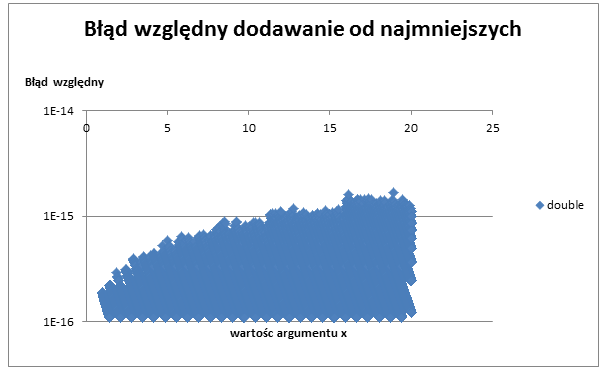 Błąd względny dodawanie od najmniejszych
Błąd względny
1E-14
0 5 10 15 20 25
1E-15
double
1E-16
wartośc argumentu x